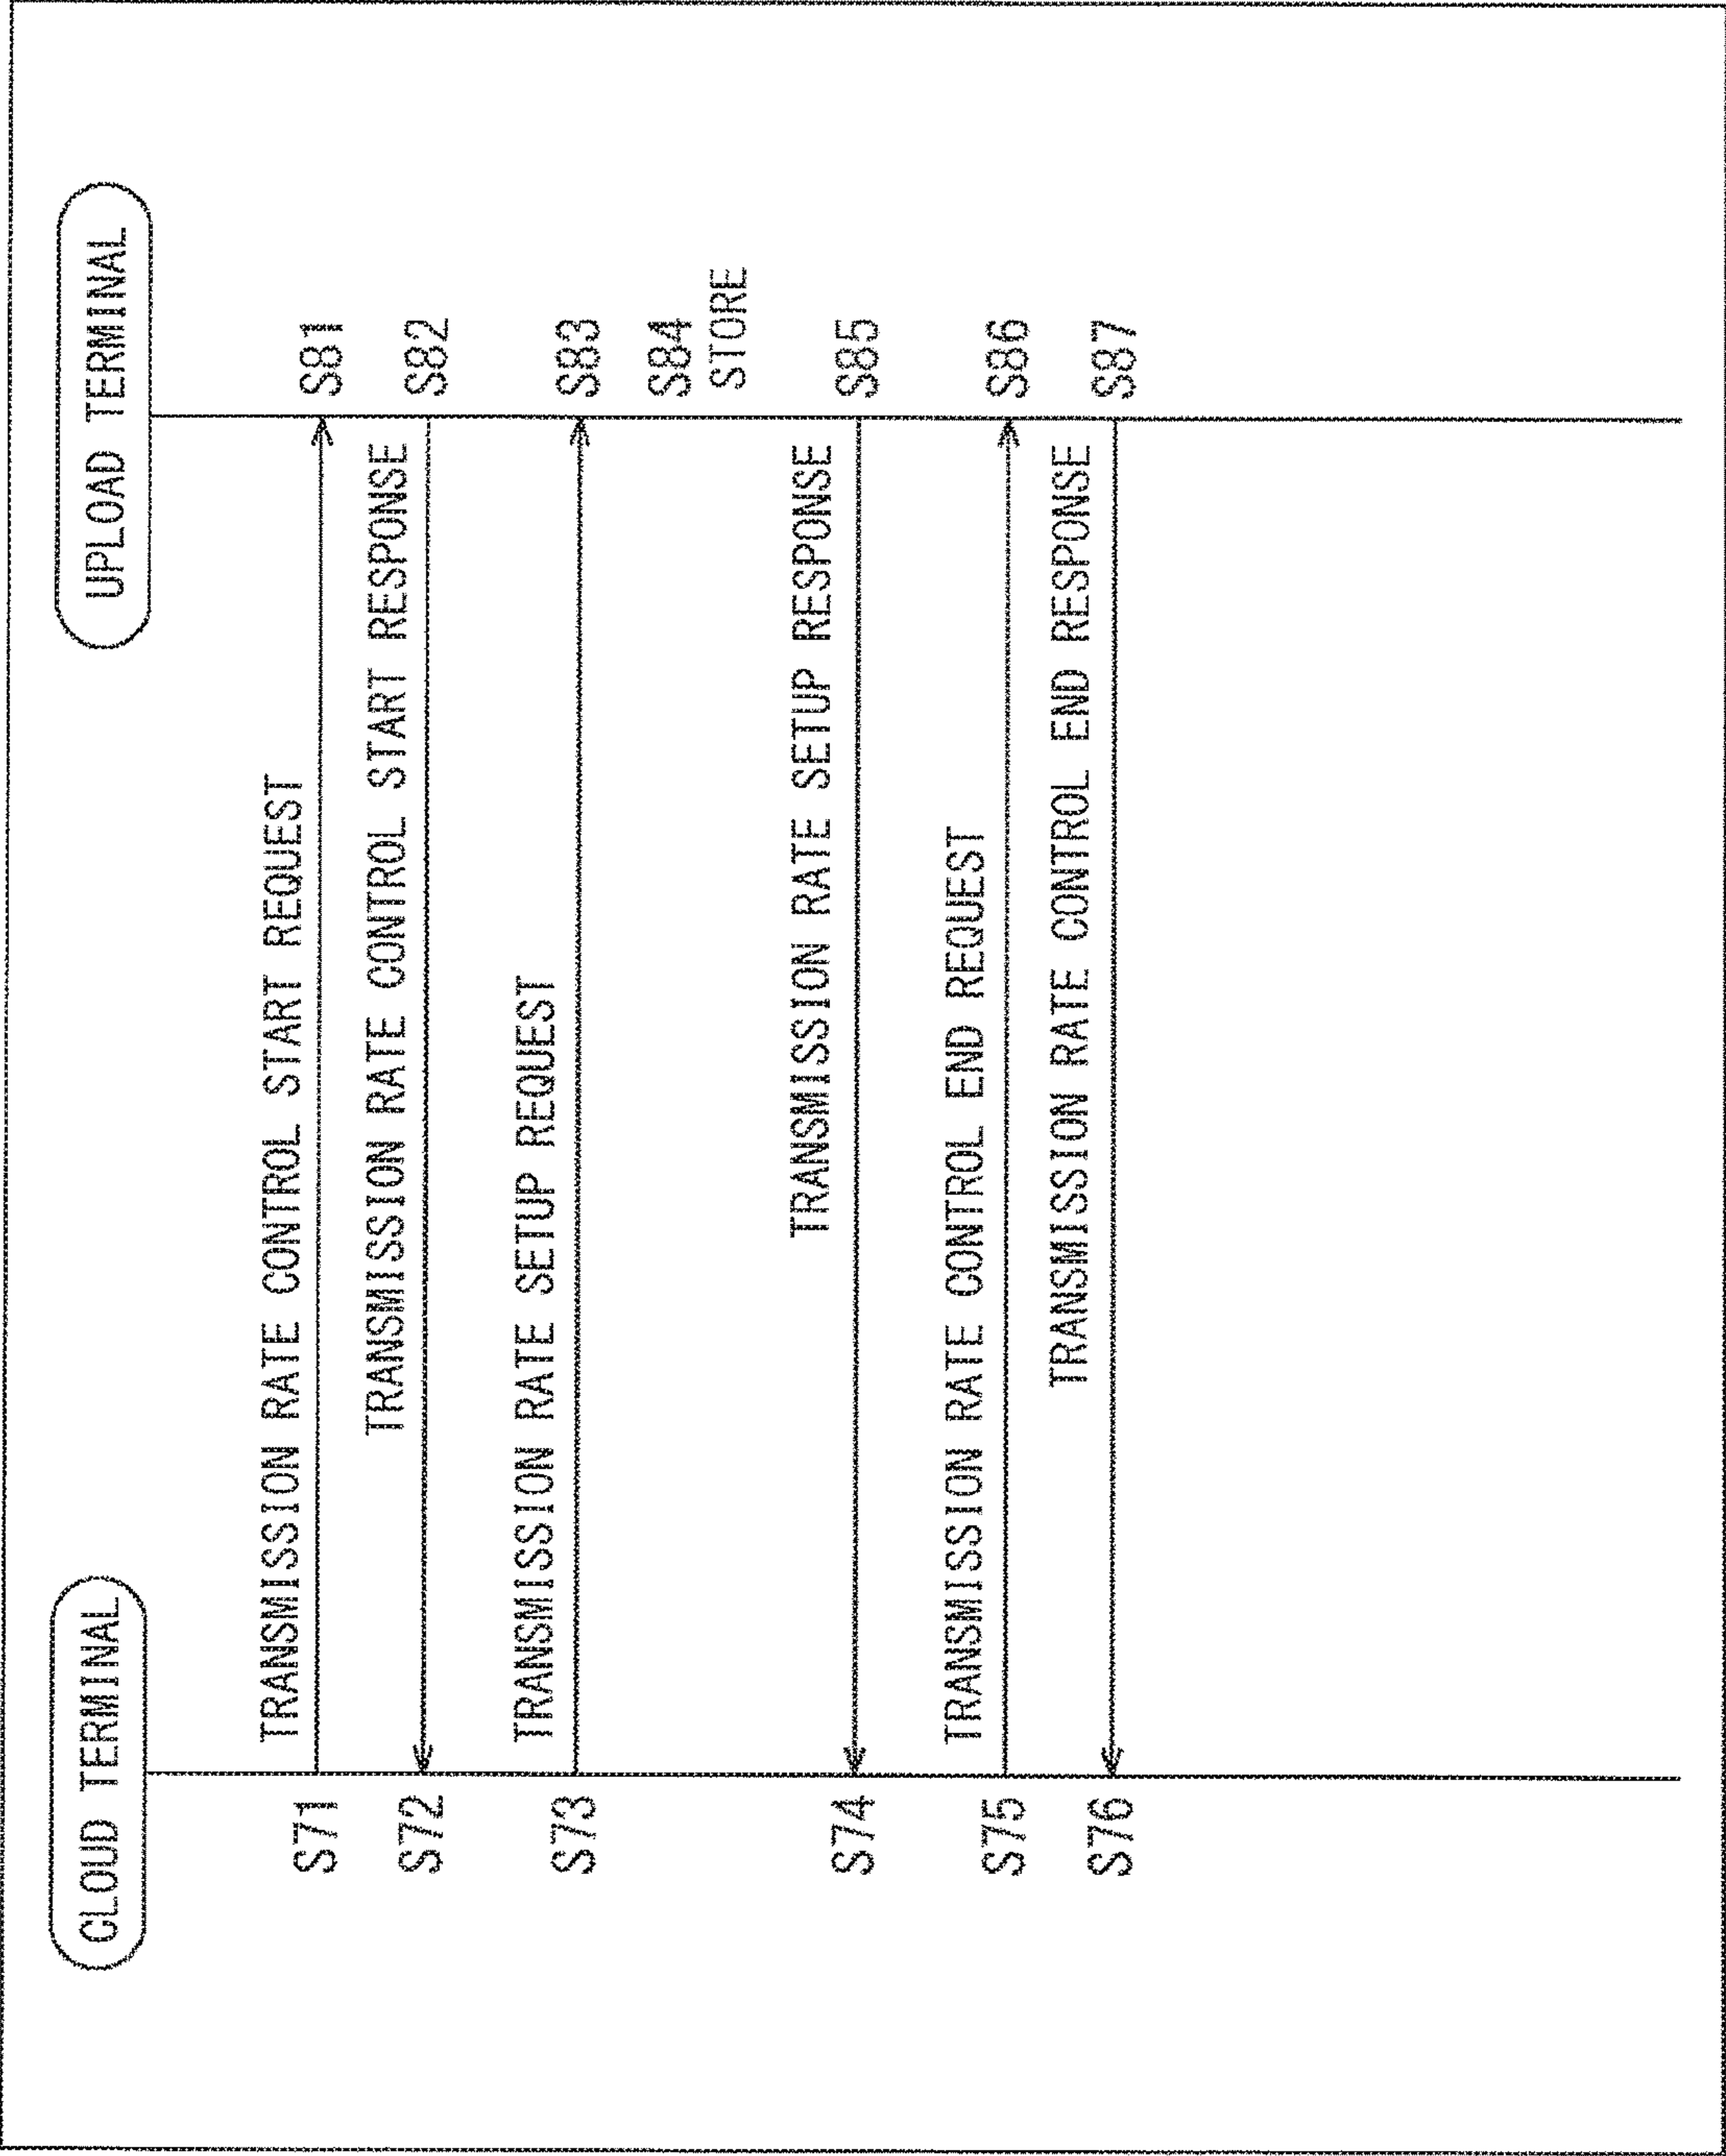 CLOUD TERMINAL
UPLOAD TERMINAL
S71
TRANSMISSION RATE CONTROL START REQUEST
S81
S72
TRANSMISSION RATE CONTROL START RESPONSE
S82
S73
TRANSMISSION RATE SETUP REQUEST
S83
S84
STORE
S74
TRANSMISSION RATE SETUP RESPONSE
S85
S75
TRANSMISSION RATE CONTROL END REQUEST
S86
S76
TRANSMISSION RATE CONTROL END RESPONSE
S87